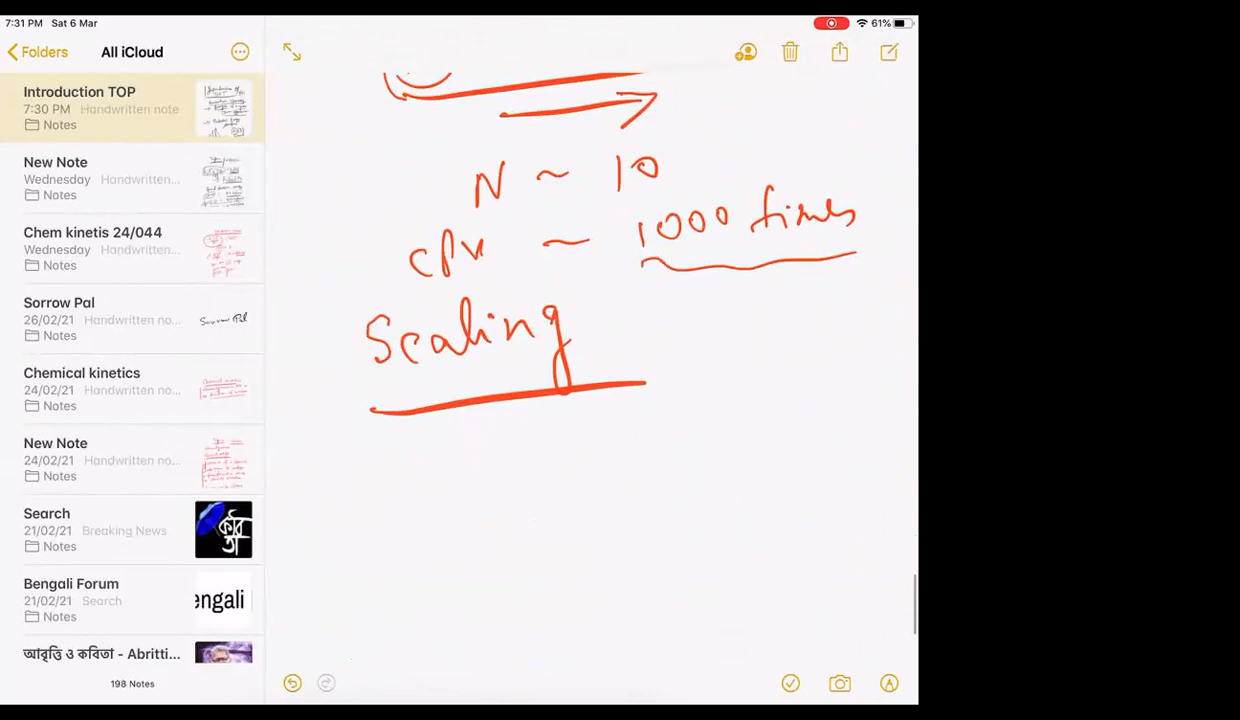 7:31 PM Sat 6 Mar
61%
Folders
All iCloud
Introduction TOP
7:30 PM Handwritten note
Notes
New Note
Wednesday Handwritten...
Notes
Chem kinetis 24/044
Wednesday Handwritten...
Notes
Sorrow Pal
26/02/21 Handwritten no...
Notes
Chemical kinetics
24/02/21 Handwritten no...
Notes
New Note
24/02/21 Handwritten no...
Notes
Search
21/02/21 Breaking News
Notes
কবিতা
Bengali Forum
21/02/21 Search
Notes
engali
আবৃত্তি ও কবিতা - Abritti...
198 Notes
N ~ 10
~ 1000 times
Scaling